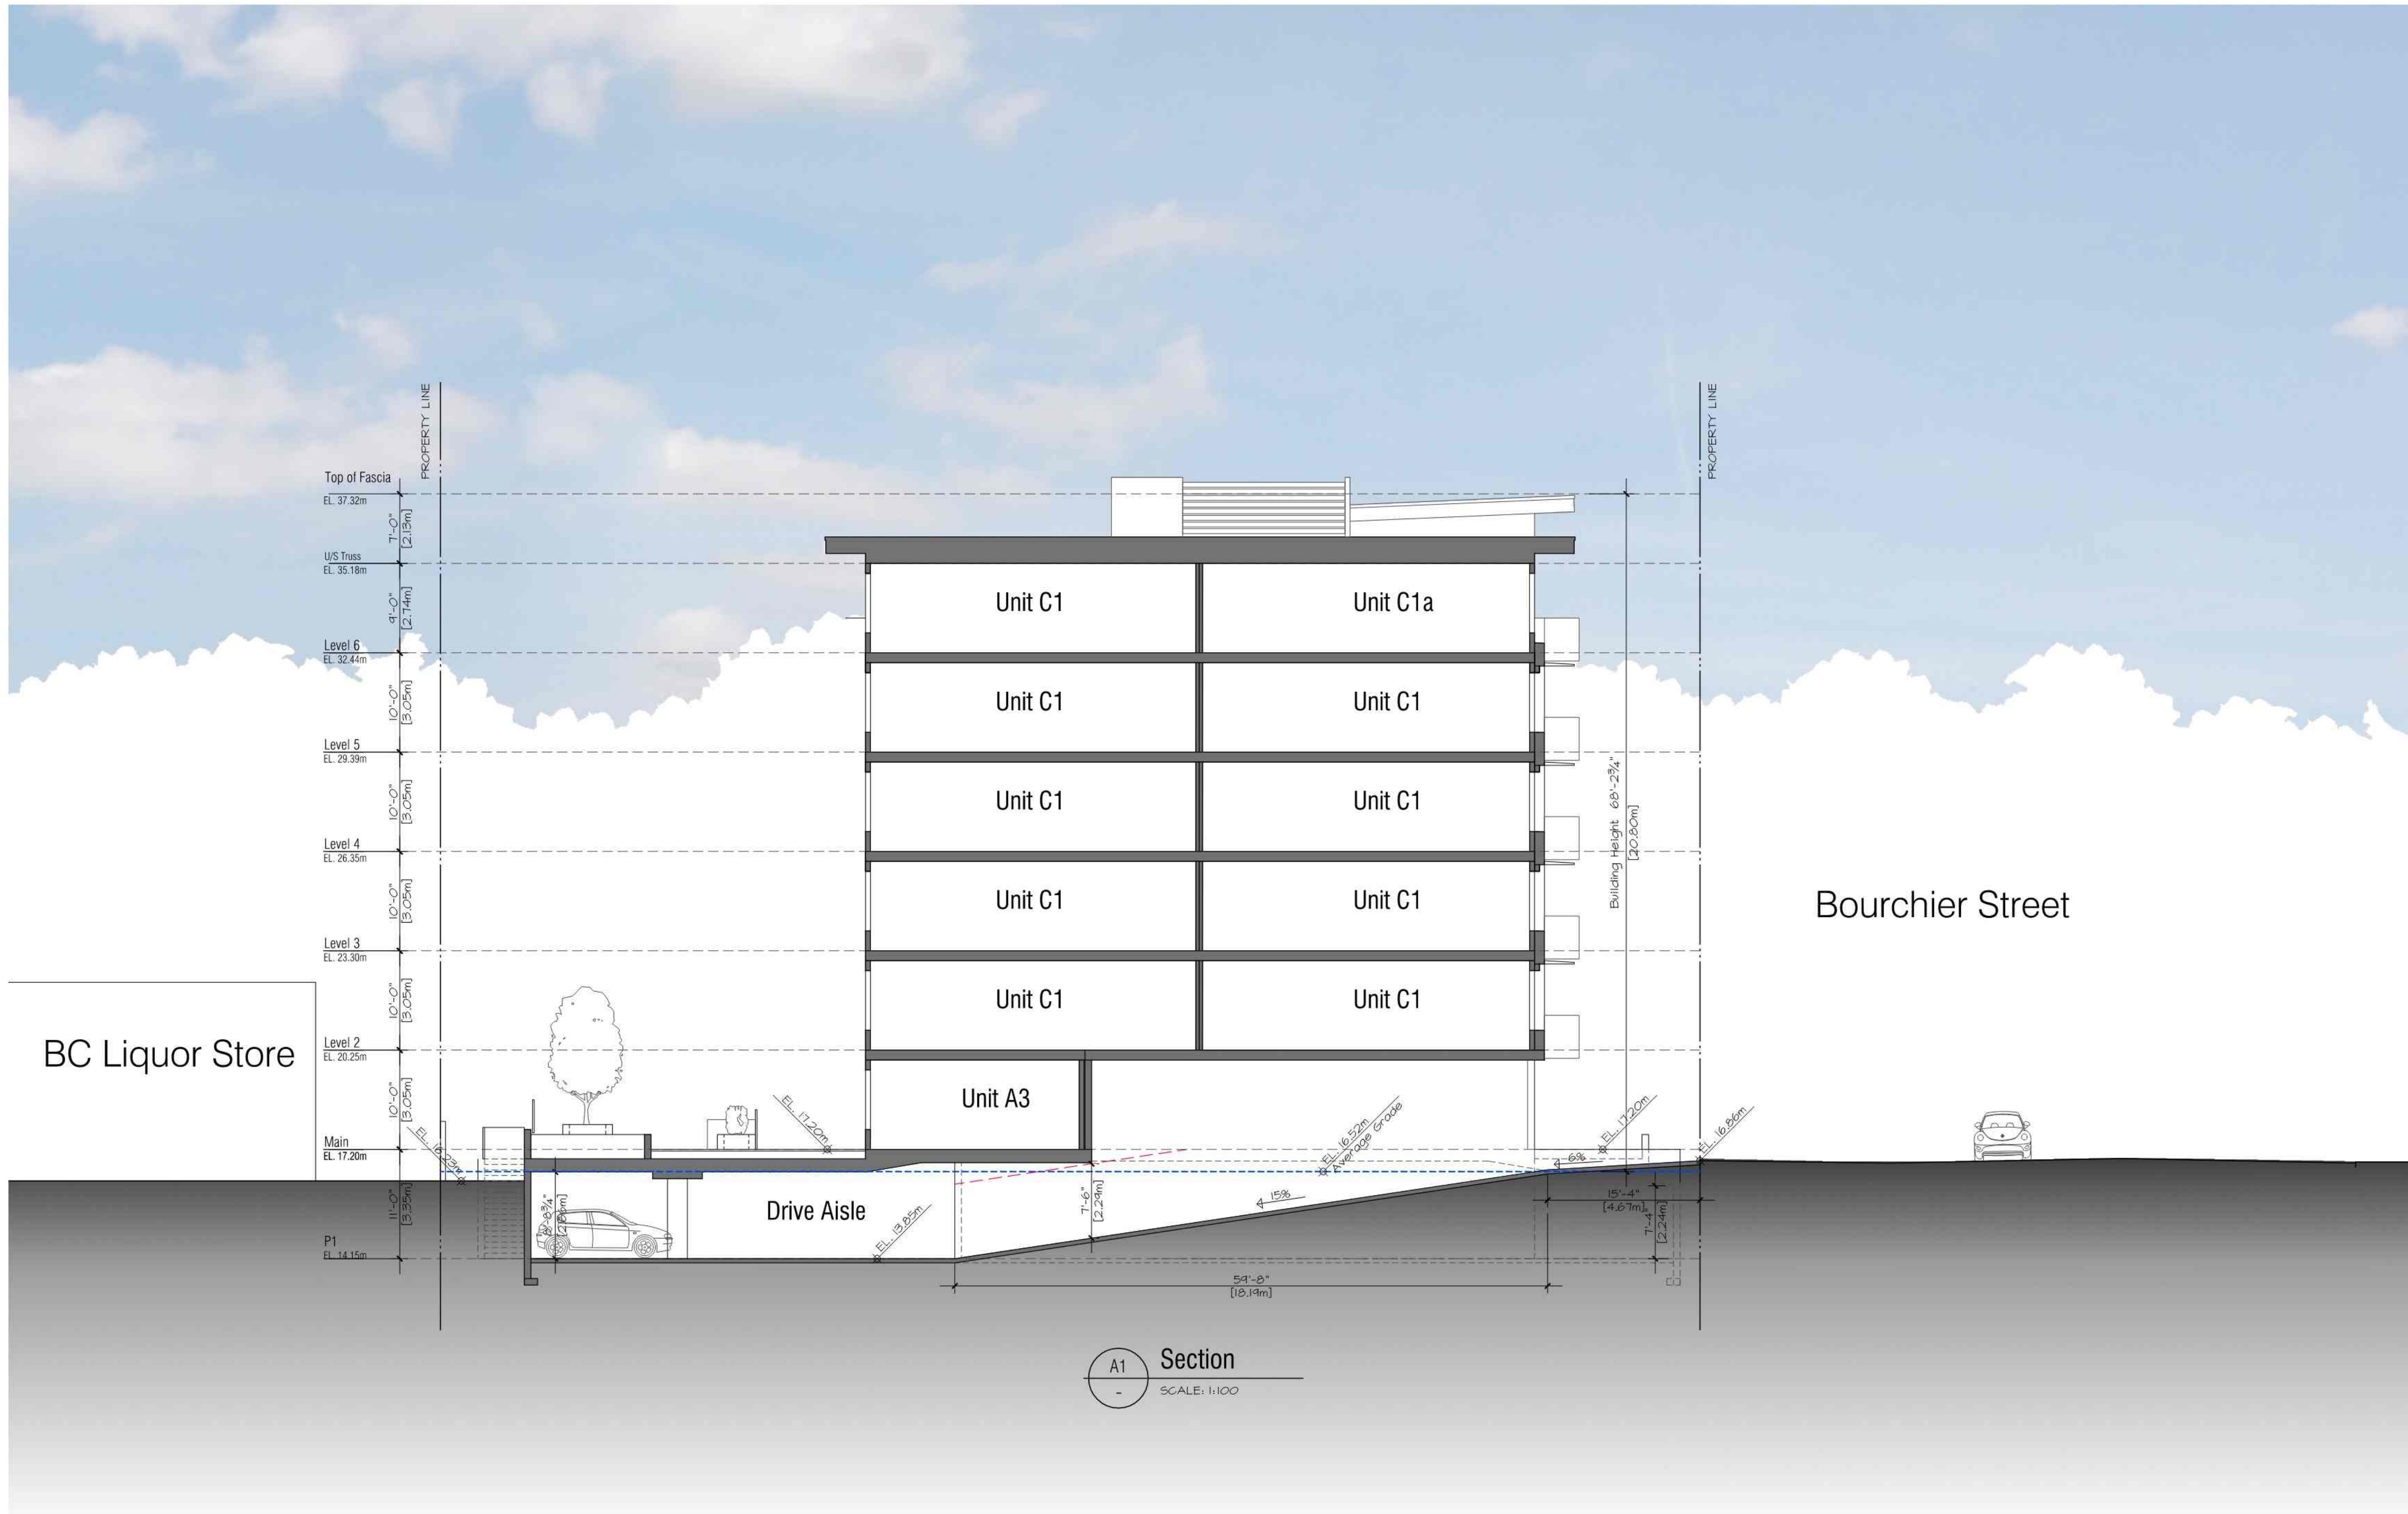 PROPERTY LINE
PROPERTY LINE
Top of Fascia
EL. 37.32m
7'-0"
[2.13m]
U/S Truss
EL. 35.18m
9'-0"
[2.74m]
Unit C1
Unit C1a
Level 6
EL. 32.44m
10'-0"
[3.05m]
Unit C1
Unit C1
Level 5
EL. 29.39m
10'-0"
[3.05m]
Unit C1
Unit C1
Building Height 68'-2¾"
[20.80m]
Level 4
EL. 26.35m
10'-0"
[3.05m]
Unit C1
Unit C1
Bourchier Street
Level 3
EL. 23.30m
10'-0"
[3.05m]
Unit C1
Unit C1
BC Liquor Store
Level 2
EL. 20.25m
10'-0"
[3.05m]
Unit A3
EL. 17.20m
EL. 16.52m
Average Grade
EL. 17.20m
EL. 16.86m
Main
EL. 17.20m
EL. 16.23m
6%
11'-0"
[3.35m]
Drive Aisle
EL. 13.85m
7'-6"
[2.29m]
15%
15'-4"
[4.67m]
7'-4"
[2.24m]
P1
EL. 14.15m
59'-8"
[18.19m]
A1
-
Section
SCALE: 1:100